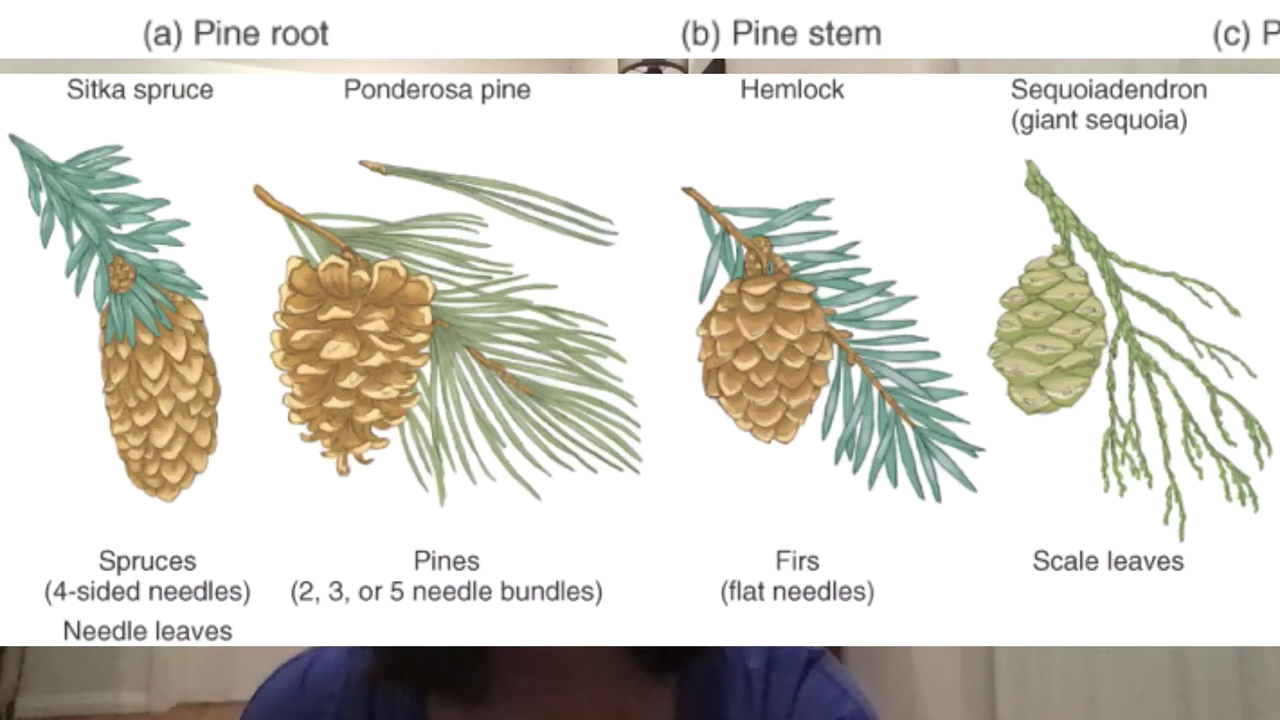 (a) Pine root
(b) Pine stem
(c) P
Sitka spruce
Ponderosa pine
Hemlock
Sequoiadendron
(giant sequoia)
Spruces
(4-sided needles)
Needle leaves
Pines
(2, 3, or 5 needle bundles)
Firs
(flat needles)
Scale leaves